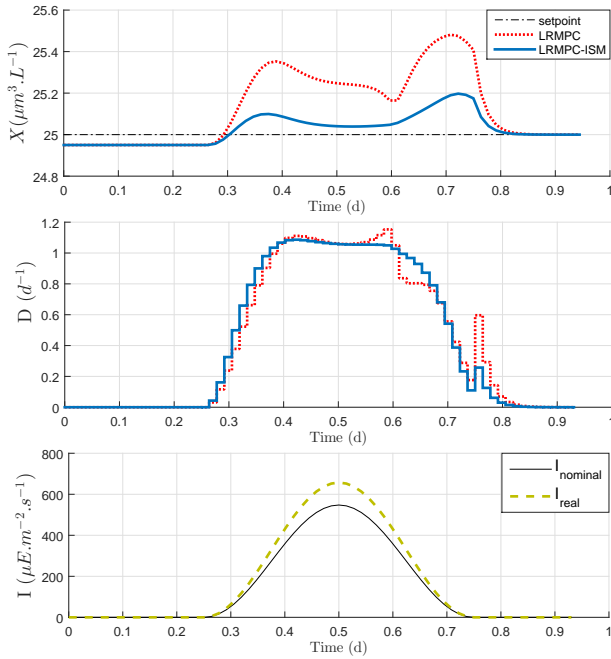 25.6
25.4
25.2
25
24.8
X(μm³.L⁻¹)
setpoint
LRMPC
LRMPC-ISM
0 0.1 0.2 0.3 0.4 0.5 0.6 0.7 0.8 0.9 1
Time (d)
1.2
1
0.8
0.6
0.4
0.2
0
D (d⁻¹)
0 0.1 0.2 0.3 0.4 0.5 0.6 0.7 0.8 0.9 1
Time (d)
800
600
400
200
0
I (μE.m⁻².s⁻¹)
I nominal
I real
0 0.1 0.2 0.3 0.4 0.5 0.6 0.7 0.8 0.9 1
Time (d)